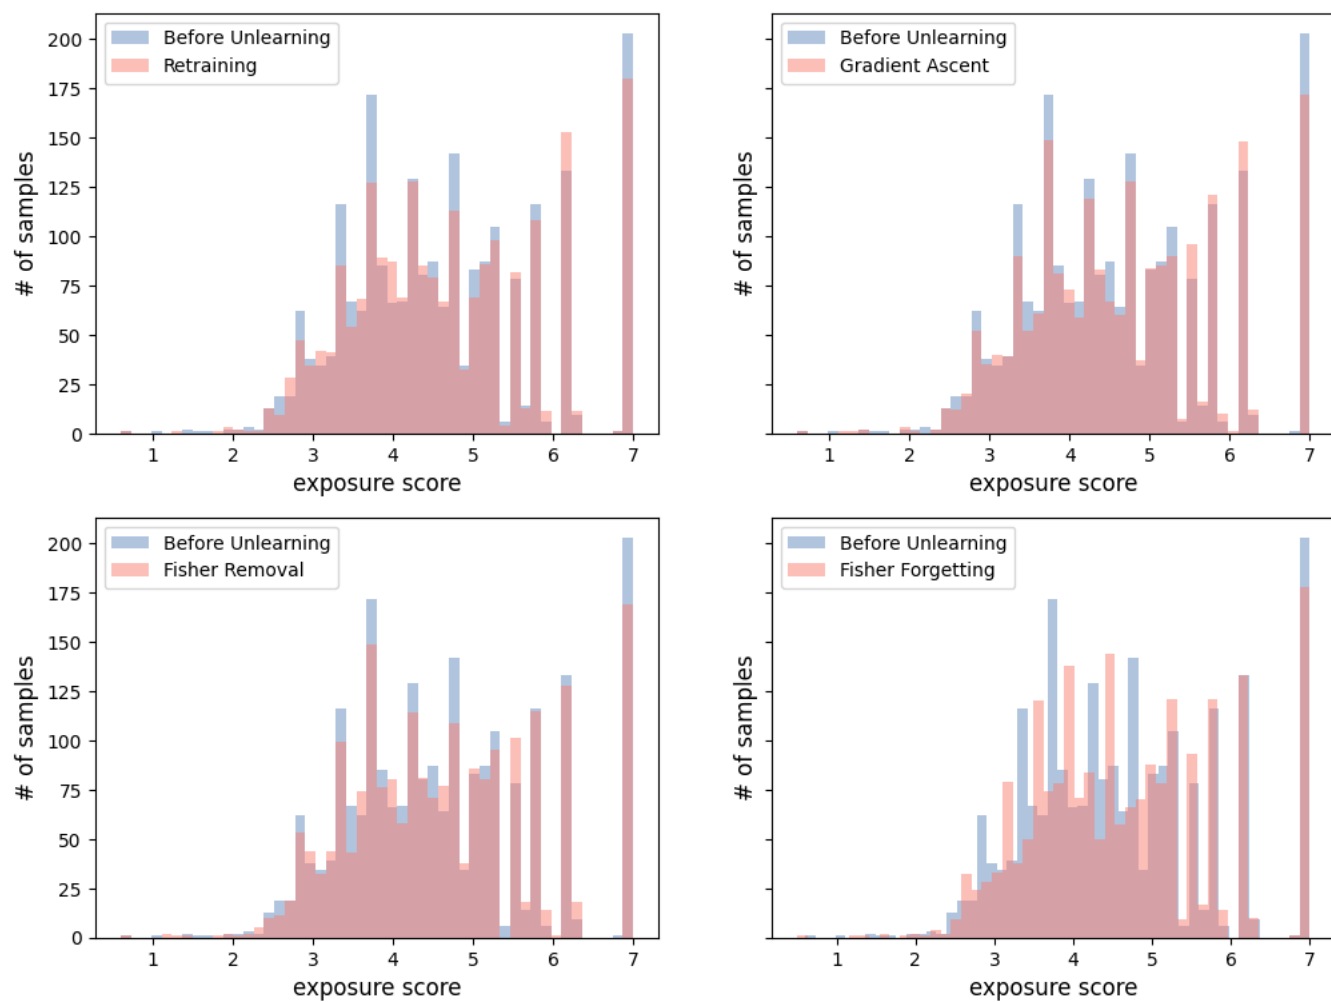 Before Unlearning
Retraining
200
175
150
125
100
75
50
25
0
# of samples
1 2 3 4 5 6 7
exposure score
Before Unlearning
Gradient Ascent
# of samples
1 2 3 4 5 6 7
exposure score
Before Unlearning
Fisher Removal
200
175
150
125
100
75
50
25
0
# of samples
1 2 3 4 5 6 7
exposure score
Before Unlearning
Fisher Forgetting
# of samples
1 2 3 4 5 6 7
exposure score